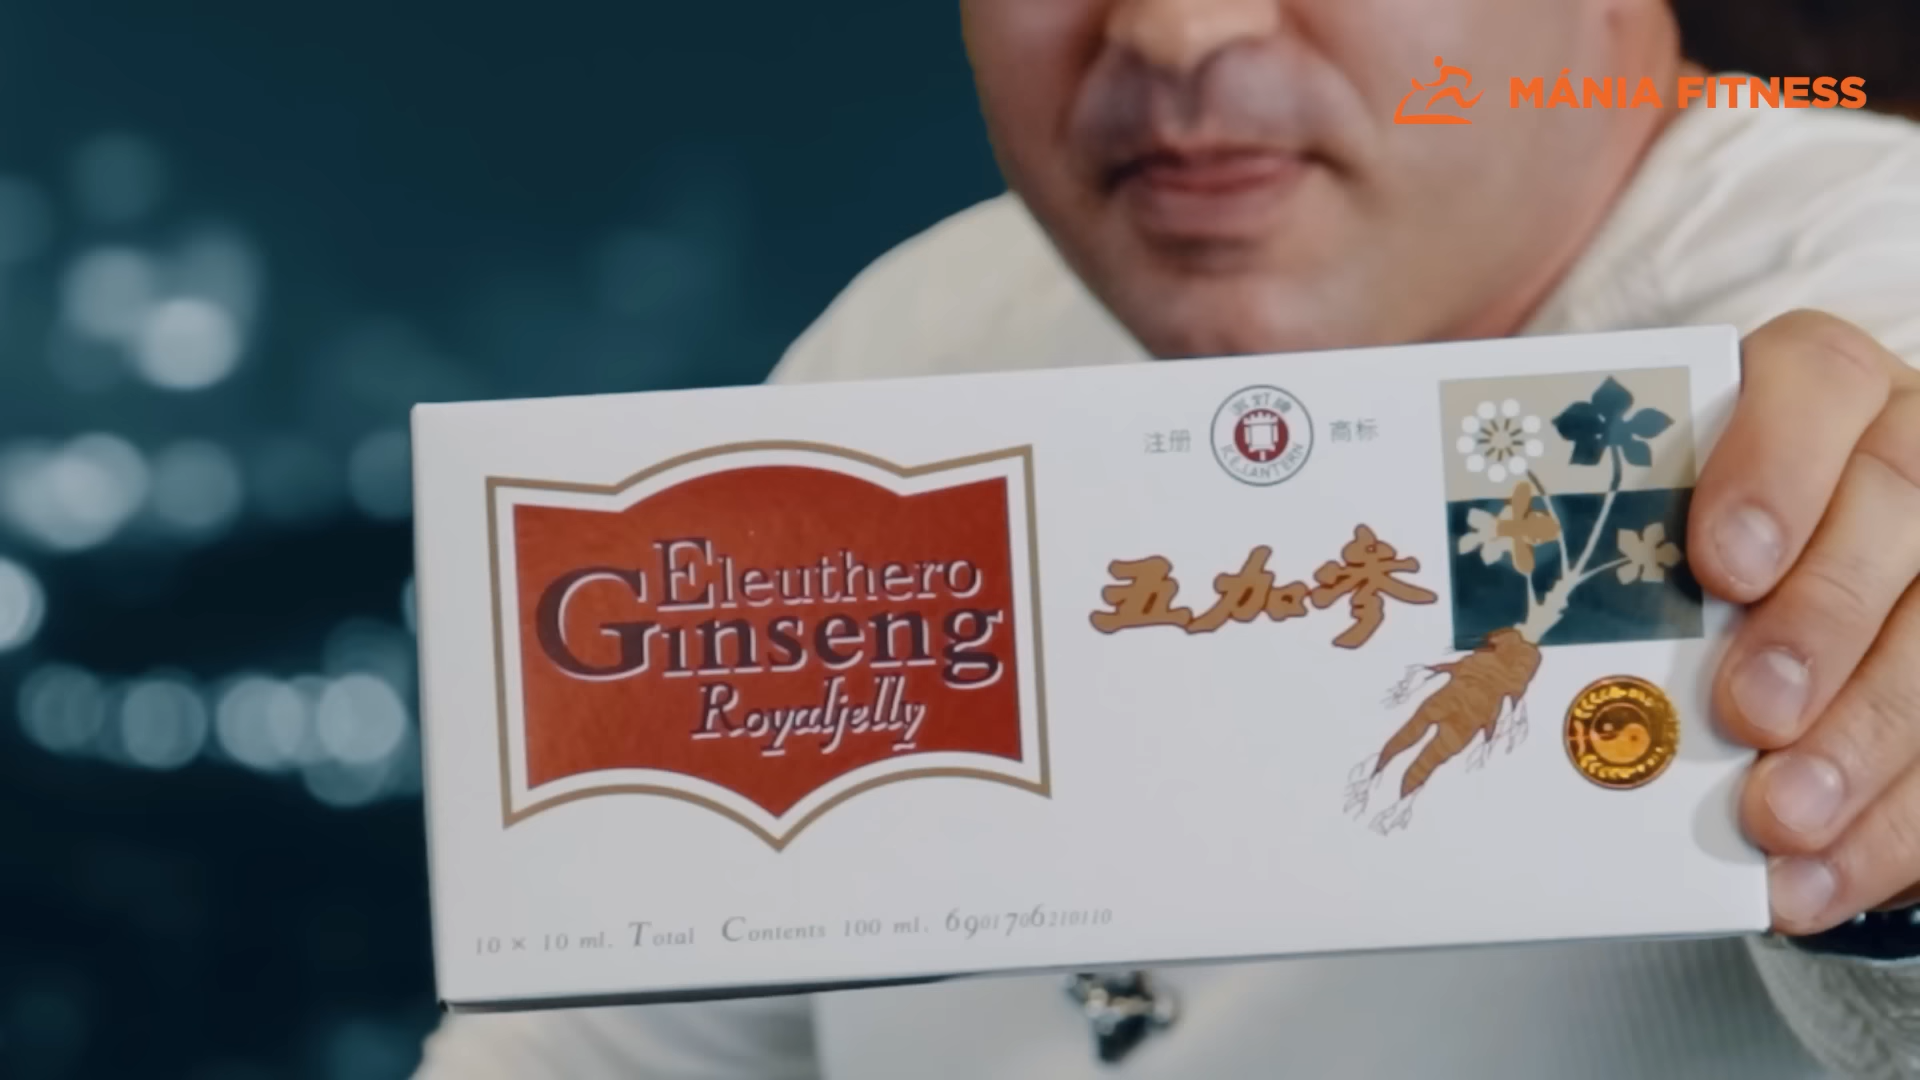 MÁNIA FITNESS
注册 商标
Eleuthero
Ginseng
Royaljelly
五加参
10 × 10 ml. Total Contents 100 ml. 6901706210110